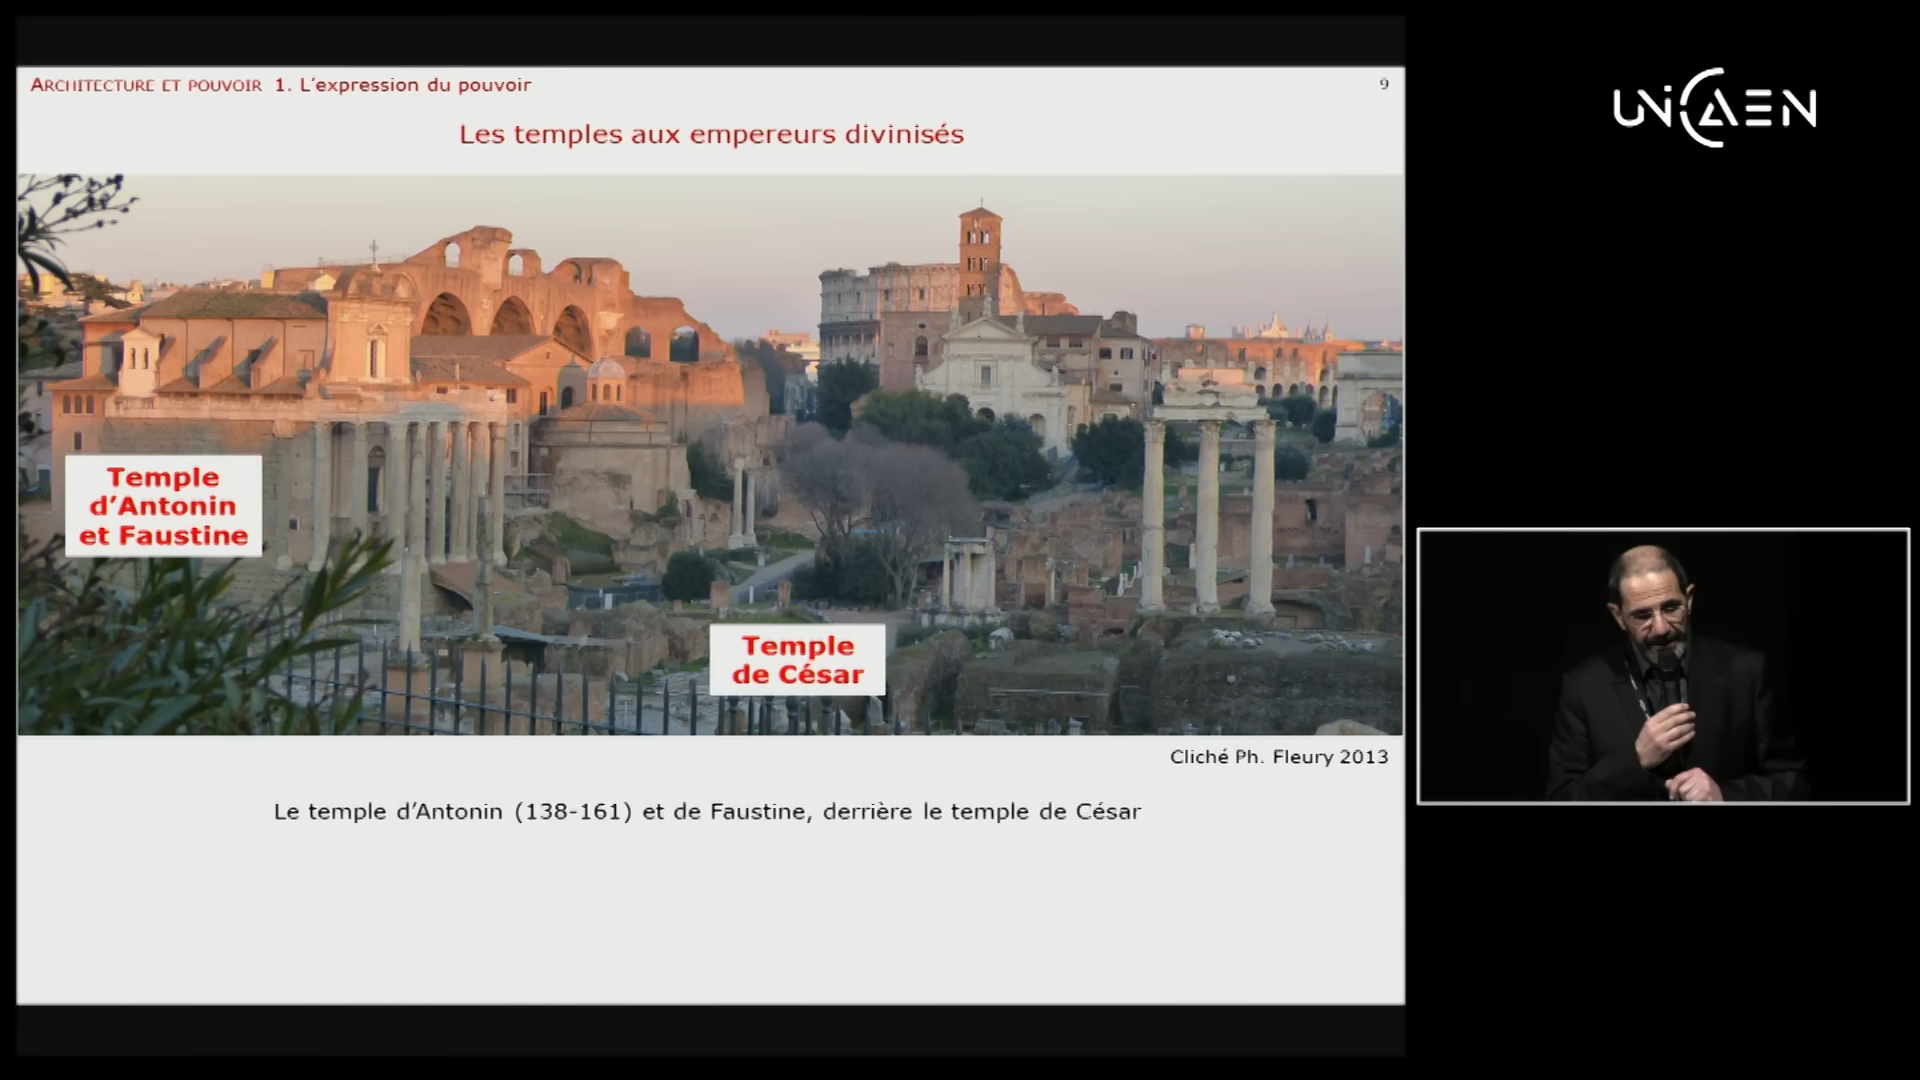 ARCHITECTURE ET POUVOIR 1. L'expression du pouvoir
9
Les temples aux empereurs divinisés
Temple
d'Antonin
et Faustine
Temple
de César
Cliché Ph. Fleury 2013
Le temple d'Antonin (138-161) et de Faustine, derrière le temple de César
UNICAEN